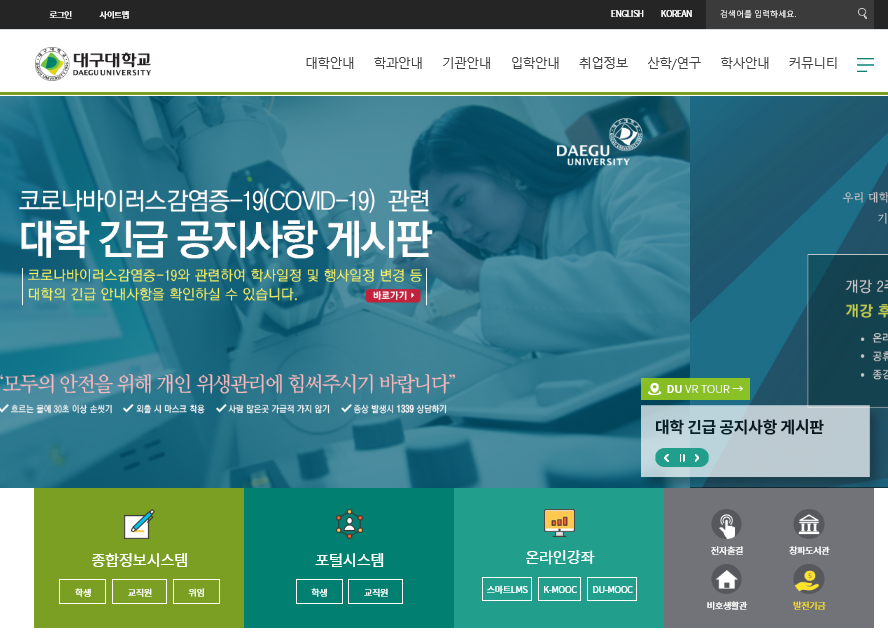 로그인 사이트맵 ENGLISH KOREAN 검색어를 입력하세요.
대구대학교
DAEGU UNIVERSITY
대학안내 학과안내 기관안내 입학안내 취업정보 산학/연구 학사안내 커뮤니티
DAEGU
UNIVERSITY
코로나바이러스감염증-19(COVID-19) 관련
대학 긴급 공지사항 게시판
코로나바이러스감염증-19와 관련하여 학사일정 및 행사일정 변경 등
대학의 긴급 안내사항을 확인하실 수 있습니다.
바로가기
“모두의 안전을 위해 개인 위생관리에 힘써주시기 바랍니다”
흐르는 물에 30초 이상 손씻기 외출 시 마스크 착용 사람 많은곳 가급적 가지 않기 증상 발생시 1339 상담하기
우리 대학
기
개강 2주
개강 후
• 온라
• 공휴
• 종강
DU VR TOUR →
대학 긴급 공지사항 게시판
종합정보시스템
학생 교직원 위임
포털시스템
학생 교직원
온라인강좌
스마트LMS K-MOOC DU-MOOC
전자출결 창파도서관
비호생활관 발전기금